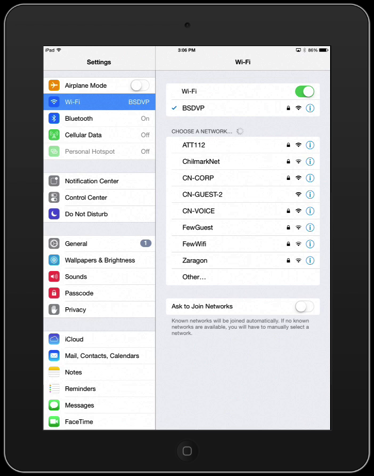 iPad 3:06 PM 86%
Settings Wi-Fi
Airplane Mode
Wi-Fi BSDVP
Bluetooth On
Cellular Data Off
Personal Hotspot Off
Notification Center
Control Center
Do Not Disturb
General 1
Wallpapers & Brightness
Sounds
Passcode
Privacy
iCloud
Mail, Contacts, Calendars
Notes
Reminders
Messages
FaceTime
Wi-Fi
BSDVP
CHOOSE A NETWORK...
ATT112
ChilmarkNet
CN-CORP
CN-GUEST-2
CN-VOICE
FewGuest
FewWifi
Zaragon
Other...
Ask to Join Networks
Known networks will be joined automatically. If no known
networks are available, you will have to manually select a
network.